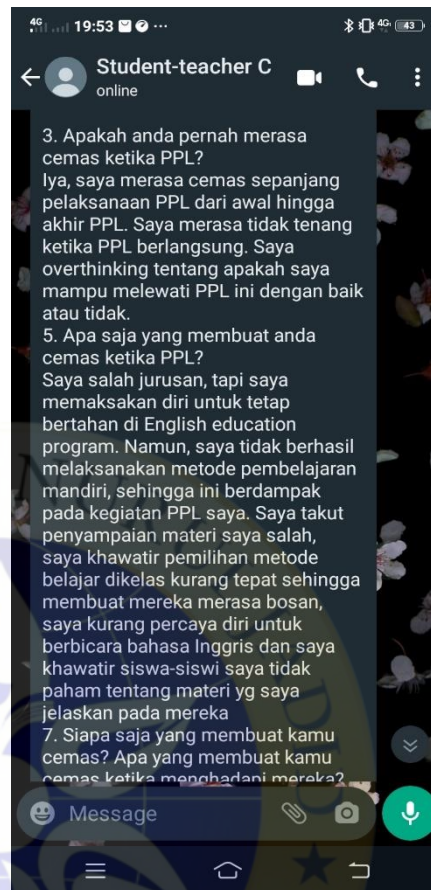 4G 19:53
4G 43
Student-teacher C
online
3. Apakah anda pernah merasa
cemas ketika PPL?
Iya, saya merasa cemas sepanjang
pelaksanaan PPL dari awal hingga
akhir PPL. Saya merasa tidak tenang
ketika PPL berlangsung. Saya
overthinking tentang apakah saya
mampu melewati PPL ini dengan baik
atau tidak.
5. Apa saja yang membuat anda
cemas ketika PPL?
Saya salah jurusan, tapi saya
memaksakan diri untuk tetap
bertahan di English education
program. Namun, saya tidak berhasil
melaksanakan metode pembelajaran
mandiri, sehingga ini berdampak
pada kegiatan PPL saya. Saya takut
penyampaian materi saya salah,
saya khawatir pemilihan metode
belajar dikelas kurang tepat sehingga
membuat mereka merasa bosan,
saya kurang percaya diri untuk
berbicara bahasa Inggris dan saya
khawatir siswa-siswi saya tidak
paham tentang materi yg saya
jelaskan pada mereka
7. Siapa saja yang membuat kamu
cemas? Apa yang membuat kamu
cemas ketika menghadapi mereka?
Message